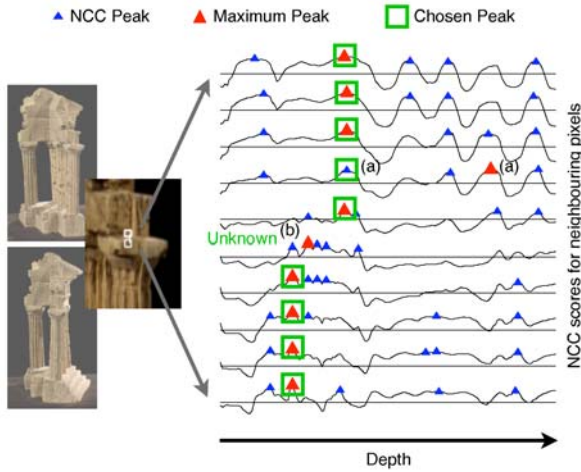 NCC Peak Maximum Peak Chosen Peak
(a) (a)
Unknown (b)
NCC scores for neighbouring pixels
Depth